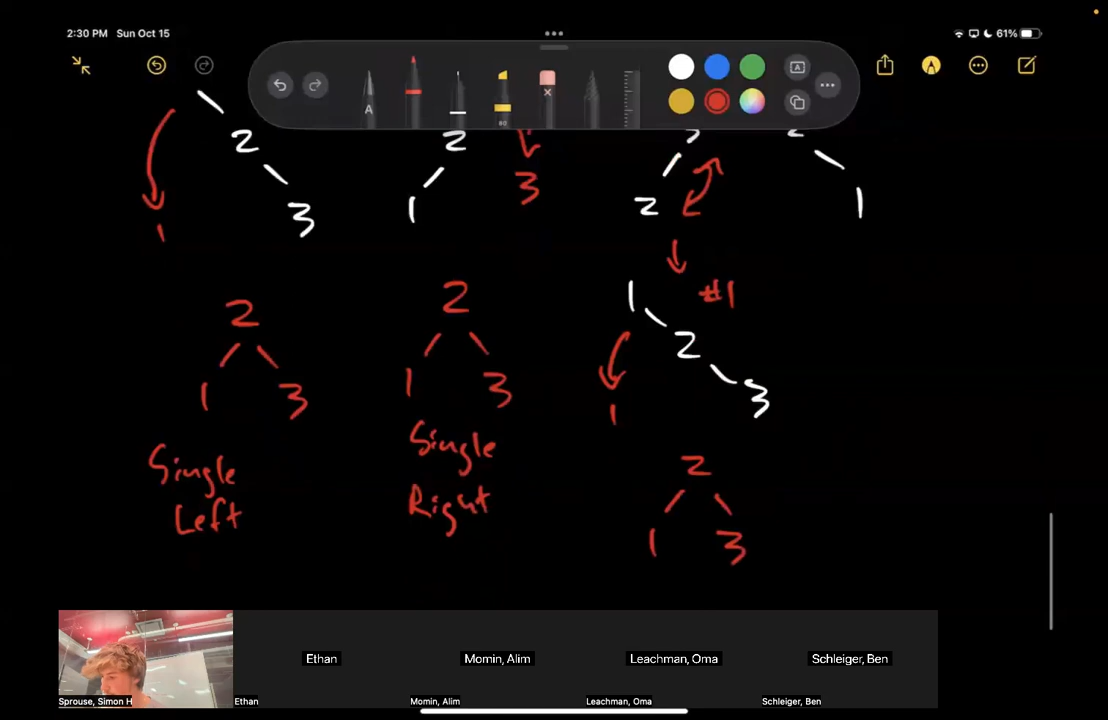 2:30 PM Sun Oct 15
61%
A
80
2
3
1
2
3
1
2
1
3
2
1
#1
1
2
3
1
2
1
3
2
1
3
Single
Left
Single
Right
2
1
3
Ethan
Momin, Alim
Leachman, Oma
Schleiger, Ben
Sprouse, Simon H
Ethan
Momin, Alim
Leachman, Oma
Schleiger, Ben